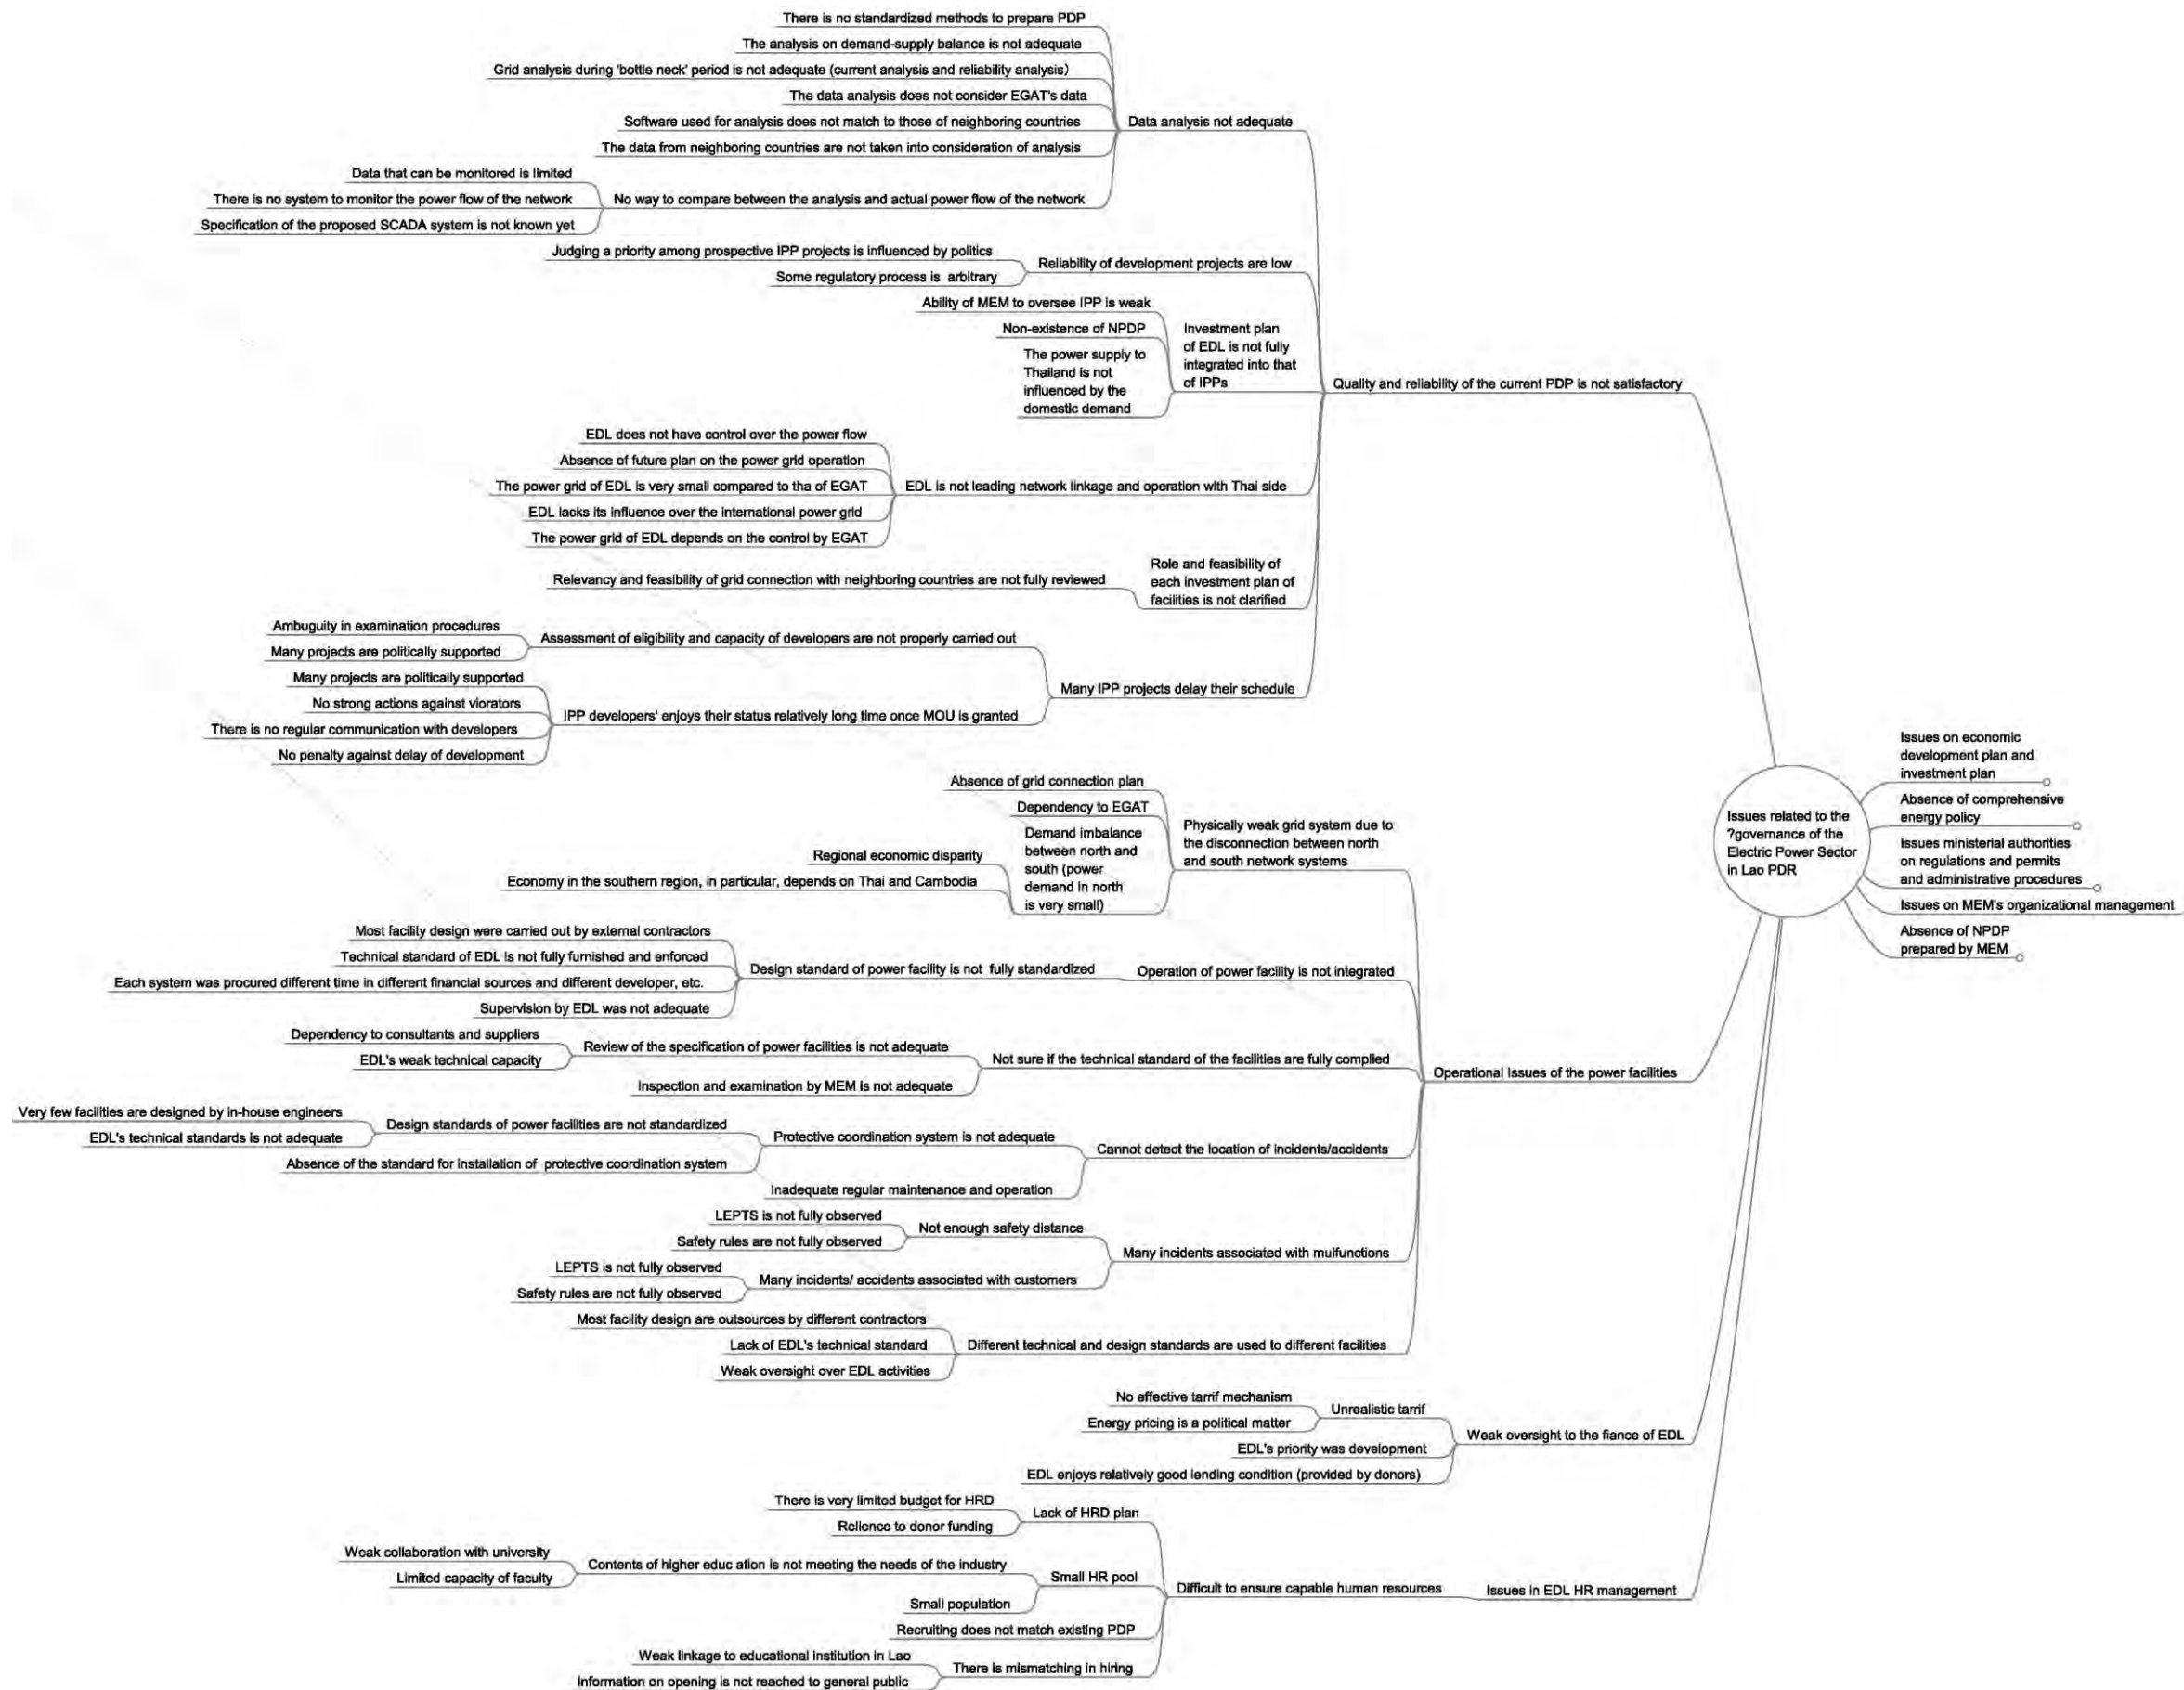 There is no standardized methods to prepare PDP
The analysis on demand-supply balance is not adequate
Grid analysis during 'bottle neck' period is not adequate (current analysis and reliability analysis)
The data analysis does not consider EGAT's data
Software used for analysis does not match to those of neighboring countries
The data from neighboring countries are not taken into consideration of analysis
Data that can be monitored is limited
There is no system to monitor the power flow of the network
Specification of the proposed SCADA system is not known yet
No way to compare between the analysis and actual power flow of the network
Data analysis not adequate
Judging a priority among prospective IPP projects is influenced by politics
Some regulatory process is arbitrary
Reliability of development projects are low
Ability of MEM to oversee IPP is weak
Non-existence of NPDP
The power supply to
Thailand is not
influenced by the
domestic demand
Investment plan
of EDL is not fully
integrated into that
of IPPs
EDL does not have control over the power flow
Absence of future plan on the power grid operation
The power grid of EDL is very small compared to tha of EGAT
EDL lacks its influence over the international power grid
The power grid of EDL depends on the control by EGAT
EDL is not leading network linkage and operation with Thai side
Relevancy and feasibility of grid connection with neighboring countries are not fully reviewed
Role and feasibility of
each investment plan of
facilities is not clarified
Ambuguity in examination procedures
Many projects are politically supported
Assessment of eligibility and capacity of developers are not properly carried out
Many projects are politically supported
No strong actions against viorators
There is no regular communication with developers
No penalty against delay of development
IPP developers' enjoys their status relatively long time once MOU is granted
Many IPP projects delay their schedule
Quality and reliability of the current PDP is not satisfactory
Absence of grid connection plan
Dependency to EGAT
Regional economic disparity
Economy in the southern region, in particular, depends on Thai and Cambodia
Demand imbalance
between north and
south (power
demand in north
is very small)
Physically weak grid system due to
the disconnection between north
and south network systems
Most facility design were carried out by external contractors
Technical standard of EDL is not fully furnished and enforced
Each system was procured different time in different financial sources and different developer, etc.
Supervision by EDL was not adequate
Design standard of power facility is not fully standardized
Operation of power facility is not integrated
Dependency to consultants and suppliers
EDL's weak technical capacity
Review of the specification of power facilities is not adequate
Inspection and examination by MEM is not adequate
Not sure if the technical standard of the facilities are fully complied
Very few facilities are designed by in-house engineers
EDL's technical standards is not adequate
Design standards of power facilities are not standardized
Absence of the standard for installation of protective coordination system
Protective coordination system is not adequate
Inadequate regular maintenance and operation
Cannot detect the location of incidents/accidents
LEPTS is not fully observed
Safety rules are not fully observed
Not enough safety distance
LEPTS is not fully observed
Safety rules are not fully observed
Many incidents/ accidents associated with customers
Many incidents associated with mulfunctions
Most facility design are outsources by different contractors
Lack of EDL's technical standard
Weak oversight over EDL activities
Different technical and design standards are used to different facilities
Operational issues of the power facilities
No effective tarrif mechanism
Energy pricing is a political matter
Unrealistic tarrif
EDL's priority was development
EDL enjoys relatively good lending condition (provided by donors)
Weak oversight to the fiance of EDL
There is very limited budget for HRD
Relience to donor funding
Lack of HRD plan
Weak collaboration with university
Limited capacity of faculty
Contents of higher educ ation is not meeting the needs of the industry
Small population
Small HR pool
Recruiting does not match existing PDP
Weak linkage to educational institution in Lao
Information on opening is not reached to general public
There is mismatching in hiring
Difficult to ensure capable human resources
Issues in EDL HR management
Issues related to the
?governance of the
Electric Power Sector
in Lao PDR
Issues on economic
development plan and
investment plan
Absence of comprehensive
energy policy
Issues ministerial authorities
on regulations and permits
and administrative procedures
Issues on MEM's organizational management
Absence of NPDP
prepared by MEM